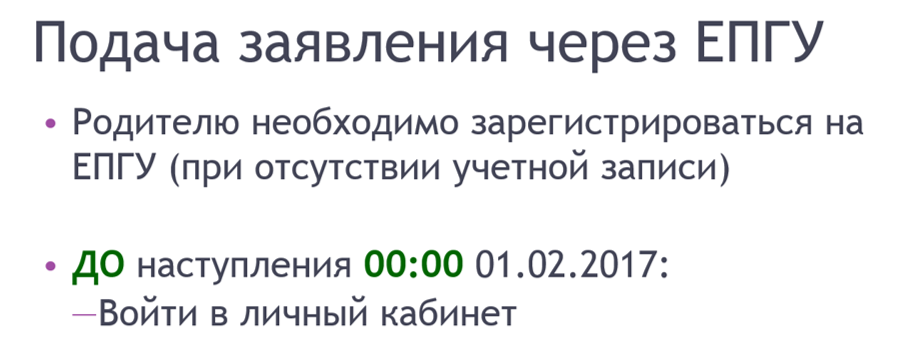 Подача заявления через ЕПГУ
• Родителю необходимо зарегистрироваться на
ЕПГУ (при отсутствии учетной записи)
• ДО наступления 00:00 01.02.2017:
—Войти в личный кабинет